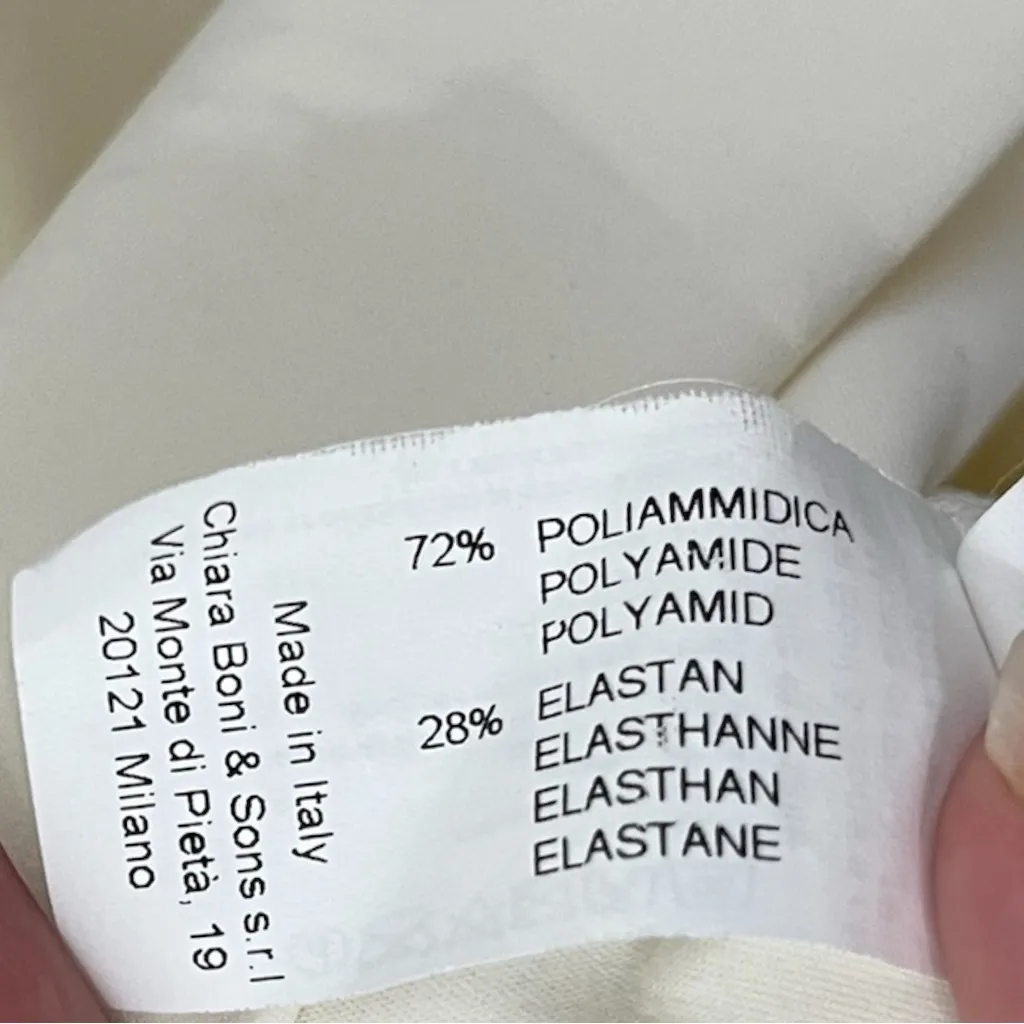 72% POLIAMMIDICA
POLYAMIDE
POLYAMID
28% ELASTAN
ELASTHANNE
ELASTHAN
ELASTANE
Made in Italy
Chiara Boni & Sons s.r.l
Via Monte di Pietà, 19
20121 Milano